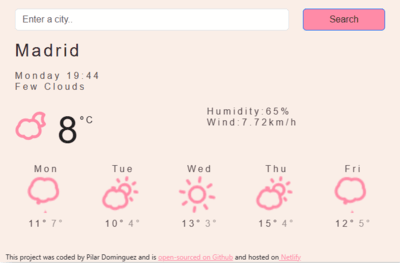 Enter a city..
Search
Madrid
Monday 19:44
Few Clouds
8 °C
Humidity:65%
Wind:7.72km/h
Mon Tue Wed Thu Fri
11° 7° 10° 4° 13° 3° 15° 4° 12° 5°
This project was coded by Pilar Dominguez and is open-sourced on Github and hosted on Netlify